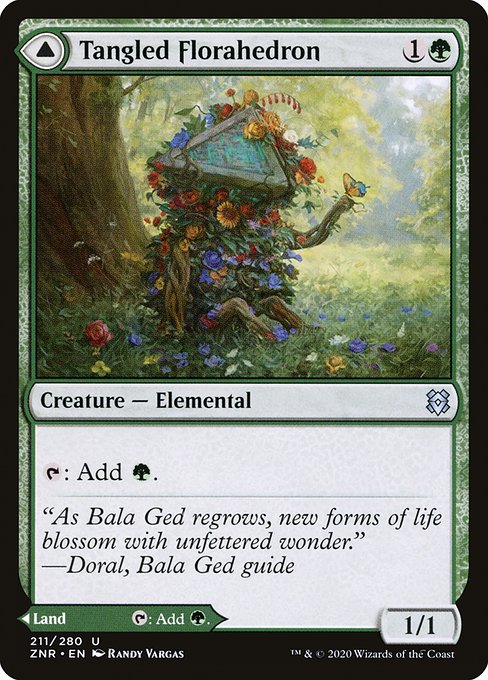 Tangled Florahedron 1
Creature — Elemental
: Add .
“As Bala Ged regrows, new forms of life
blossom with unfettered wonder.”
—Doral, Bala Ged guide
Land : Add .
1/1
211/280 U
ZNR • EN Randy Vargas
™ & © 2020 Wizards of the Coast